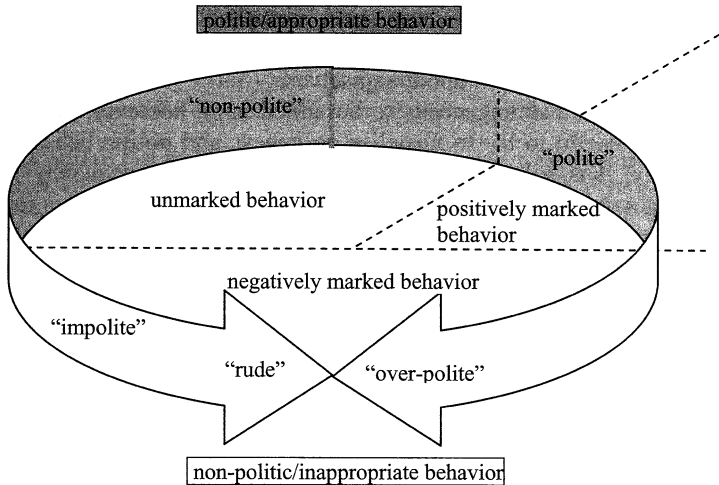 politic/appropriate behavior
“non-polite”
“polite”
unmarked behavior
positively marked
behavior
negatively marked behavior
“impolite”
“rude”
“over-polite”
non-politic/inappropriate behavior